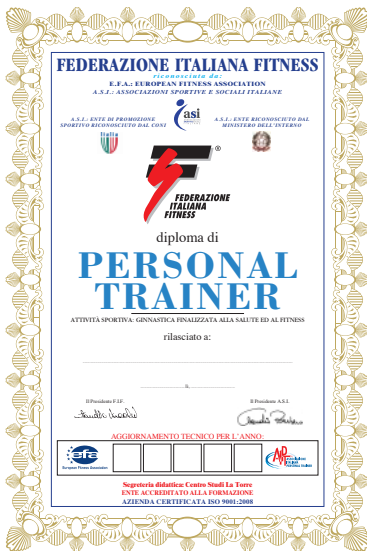 FEDERAZIONE ITALIANA FITNESS
riconosciuta da:
E.F.A.: EUROPEAN FITNESS ASSOCIATION
A.S.I.: ASSOCIAZIONI SPORTIVE E SOCIALI ITALIANE
asi
A.S.I.: ENTE DI PROMOZIONE
SPORTIVO RICONOSCIUTO DAL CONI
A.S.I.: ENTE RICONOSCIUTO DAL
MINISTERO DELL'INTERNO
Italia
®
FEDERAZIONE
ITALIANA
FITNESS
diploma di
PERSONAL
TRAINER
ATTIVITÀ SPORTIVA: GINNASTICA FINALIZZATA ALLA SALUTE ED AL FITNESS
rilasciato a:
Il Presidente F.I.F.
Il Presidente A.S.I.
AGGIORNAMENTO TECNICO PER L'ANNO:
efa
European Fitness Association
Segreteria didattica: Centro Studi La Torre
ENTE ACCREDITATO ALLA FORMAZIONE
AZIENDA CERTIFICATA ISO 9001:2008